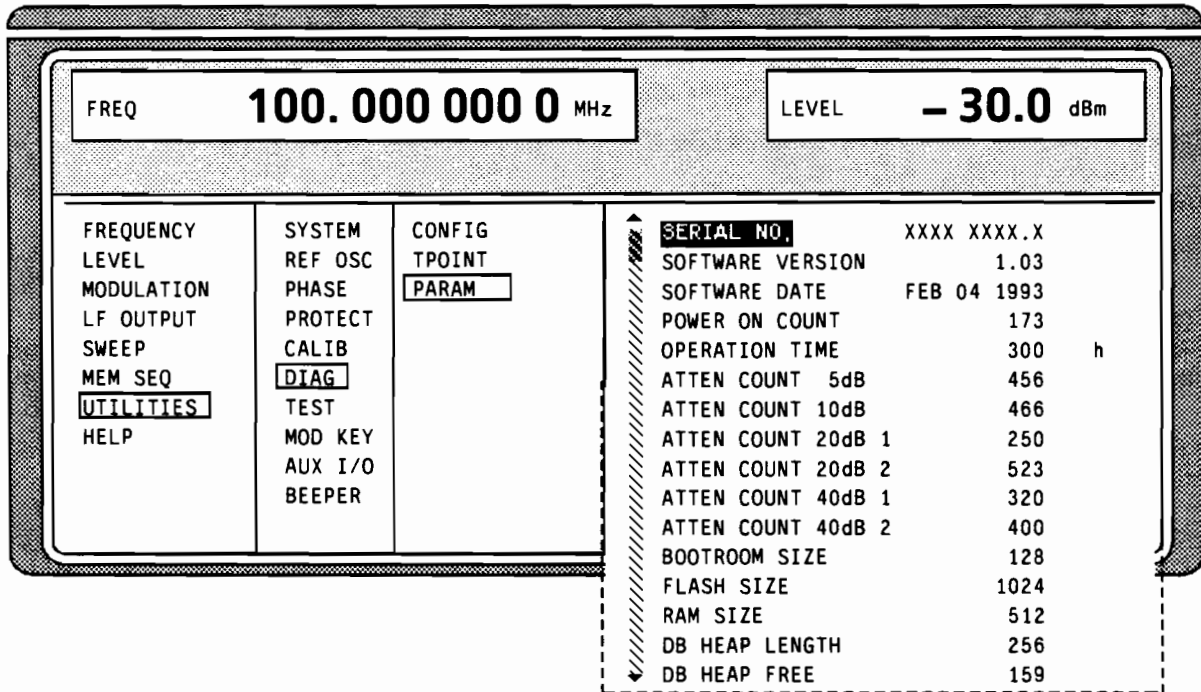 FREQ 100. 000 000 0 MHz
LEVEL – 30.0 dBm
FREQUENCY
LEVEL
MODULATION
LF OUTPUT
SWEEP
MEM SEQ
UTILITIES
HELP
SYSTEM
REF OSC
PHASE
PROTECT
CALIB
DIAG
TEST
MOD KEY
AUX I/O
BEEPER
CONFIG
TPOINT
PARAM
SERIAL NO. XXXX XXXX.X
SOFTWARE VERSION 1.03
SOFTWARE DATE FEB 04 1993
POWER ON COUNT 173
OPERATION TIME 300 h
ATTEN COUNT 5dB 456
ATTEN COUNT 10dB 466
ATTEN COUNT 20dB 1 250
ATTEN COUNT 20dB 2 523
ATTEN COUNT 40dB 1 320
ATTEN COUNT 40dB 2 400
BOOTROOM SIZE 128
FLASH SIZE 1024
RAM SIZE 512
DB HEAP LENGTH 256
DB HEAP FREE 159